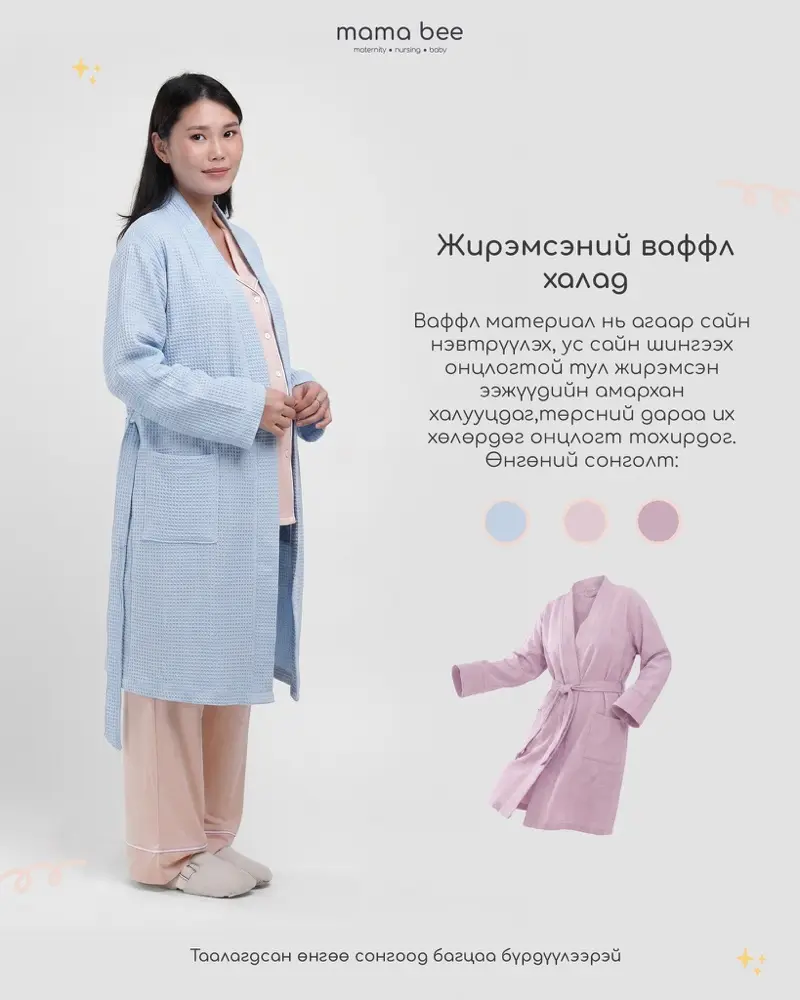 mama bee
maternity • nursing • baby
Жирэмсэний ваффл
халад
Ваффл материал нь агаар сайн
нэвтрүүлэх, ус сайн шингээх
онцлогтой тул жирэмсэн
ээжүүдийн амархан
халууцдаг,төрсний дараа их
хөлөрдөг онцлогт тохирдог.
Өнгөний сонголт:
Таалагдсан өнгөө сонгоод багцаа бүрдүүлээрэй